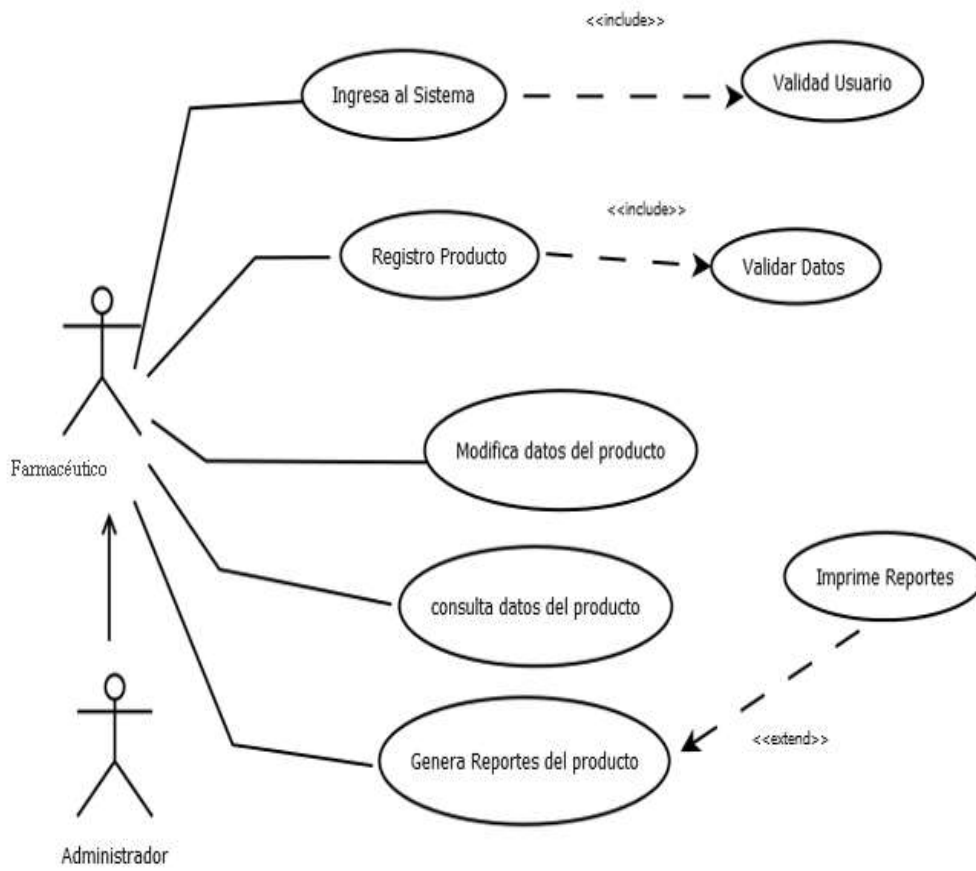 <<include>>
Ingresa al Sistema
Validad Usuario
<<include>>
Registro Producto
Validar Datos
Farmacéutico
Modifica datos del producto
Imprime Reportes
consulta datos del producto
<<extend>>
Genera Reportes del producto
Administrador